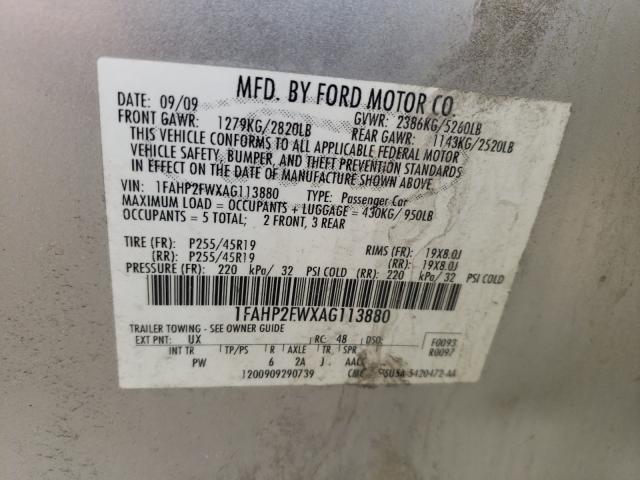 MFD. BY FORD MOTOR CO.
DATE: 09/09 GVWR: 2386KG/5260LB
FRONT GAWR: 1279KG/2820LB REAR GAWR: 1143KG/2520LB
THIS VEHICLE CONFORMS TO ALL APPLICABLE FEDERAL MOTOR
VEHICLE SAFETY, BUMPER, AND THEFT PREVENTION STANDARDS
IN EFFECT ON THE DATE OF MANUFACTURE SHOWN ABOVE.
VIN: 1FAHP2FWXAG113880 TYPE: Passenger Car
MAXIMUM LOAD = OCCUPANTS + LUGGAGE = 430KG/950LB
OCCUPANTS = 5 TOTAL; 2 FRONT, 3 REAR
TIRE (FR): P255/45R19 RIMS (FR): 19X8.0J
(RR): P255/45R19 (RR): 19X8.0J
PRESSURE (FR): 220 kPa/32 PSI COLD (RR): 220 kPa/32 PSI COLD
1FAHP2FWXAG113880
TRAILER TOWING - SEE OWNER GUIDE
EXT PNT: UX RC: 48 DSO: F0093
INT TR TP/PS R AXLE TR SPR R0097
PW 6 2A J AACC
1200909290739 5420472-AA